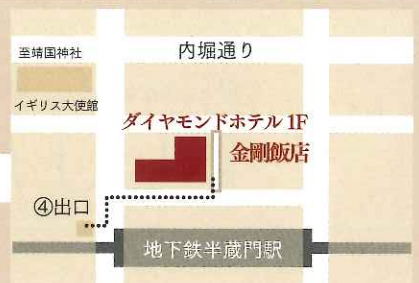 至靖国神社
内堀通り
イギリス大使館
ダイヤモンドホテル 1F
金剛飯店
④出口
地下鉄半蔵門駅